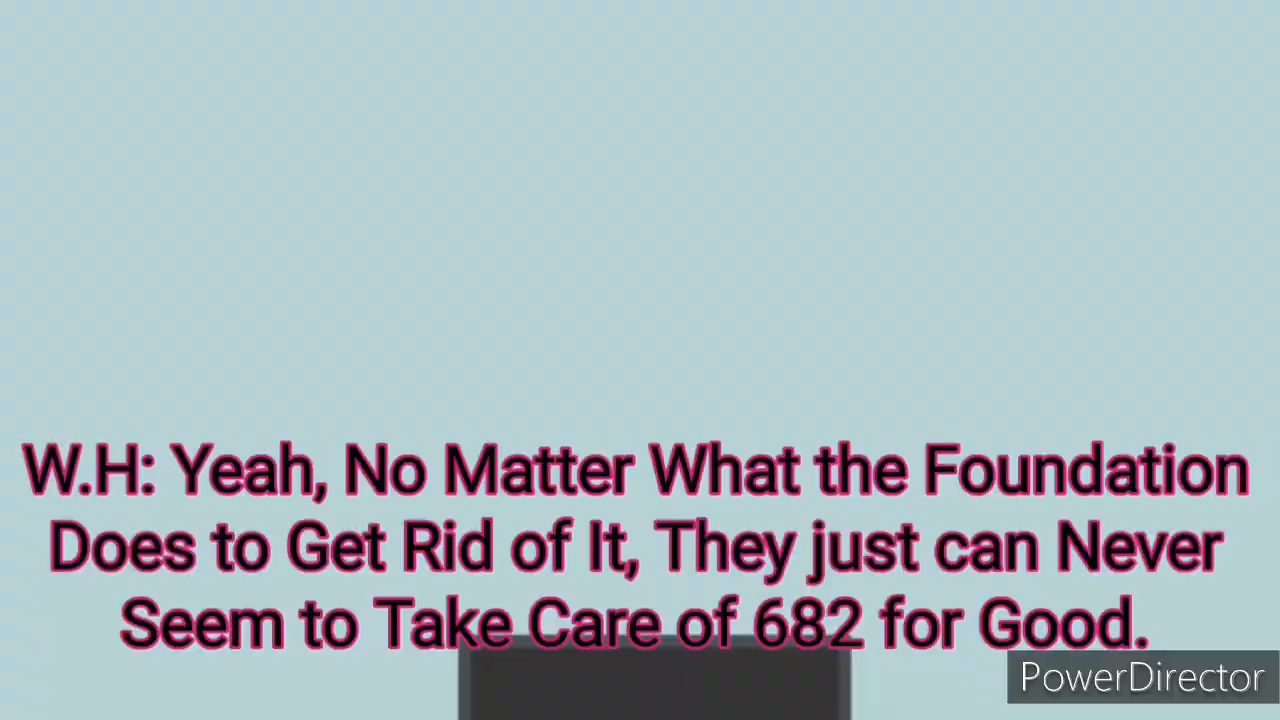 W.H: Yeah, No Matter What the Foundation
Does to Get Rid of It, They just can Never
Seem to Take Care of 682 for Good.
PowerDirector